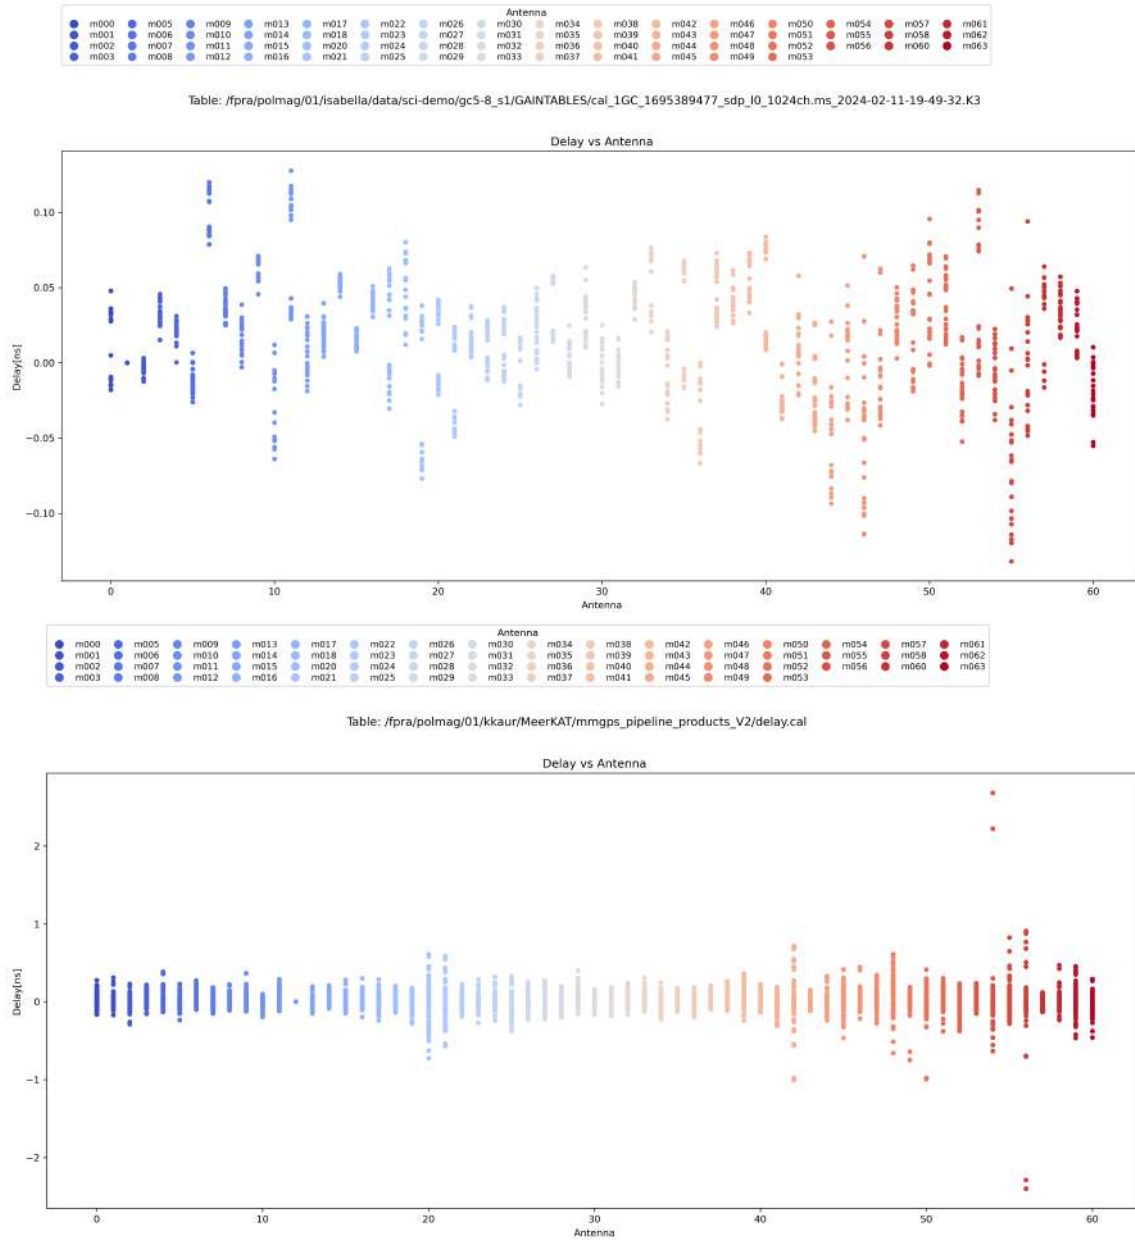 Antenna
m000 m005 m009 m013 m017 m022 m026 m030 m034 m038 m042 m046 m050 m054 m057 m061
m001 m006 m010 m014 m018 m023 m027 m031 m035 m039 m043 m047 m051 m055 m058 m062
m002 m007 m011 m015 m020 m024 m028 m032 m036 m040 m044 m048 m052 m056 m060 m063
m003 m008 m012 m016 m021 m025 m029 m033 m037 m041 m045 m049 m053
Table: /fpra/polmag/01/isabella/data/sci-demo/gc5-8_s1/GAINTABLES/cal_1GC_1695389477_sdp_l0_1024ch.ms_2024-02-11-19-49-32.K3
Delay vs Antenna
0.10
0.05
0.00
−0.05
−0.10
Delay[ns]
0 10 20 30 40 50 60
Antenna
Antenna
m000 m005 m009 m013 m017 m022 m026 m030 m034 m038 m042 m046 m050 m054 m057 m061
m001 m006 m010 m014 m018 m023 m027 m031 m035 m039 m043 m047 m051 m055 m058 m062
m002 m007 m011 m015 m020 m024 m028 m032 m036 m040 m044 m048 m052 m056 m060 m063
m003 m008 m012 m016 m021 m025 m029 m033 m037 m041 m045 m049 m053
Table: /fpra/polmag/01/kkaur/MeerKAT/mmgps_pipeline_products_V2/delay.cal
Delay vs Antenna
2
1
0
−1
−2
Delay[ns]
0 10 20 30 40 50 60
Antenna